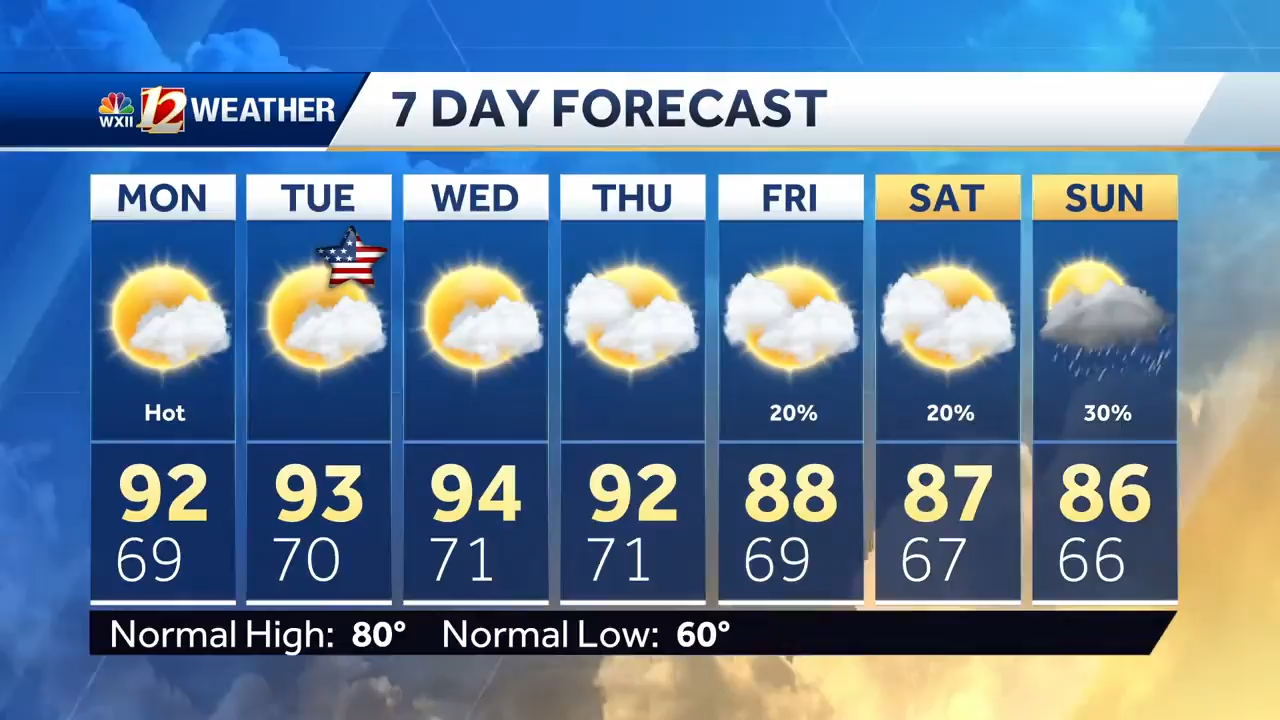 WXII 12 WEATHER
7 DAY FORECAST
MON TUE WED THU FRI SAT SUN
Hot 20% 20% 30%
92 93 94 92 88 87 86
69 70 71 71 69 67 66
Normal High: 80° Normal Low: 60°